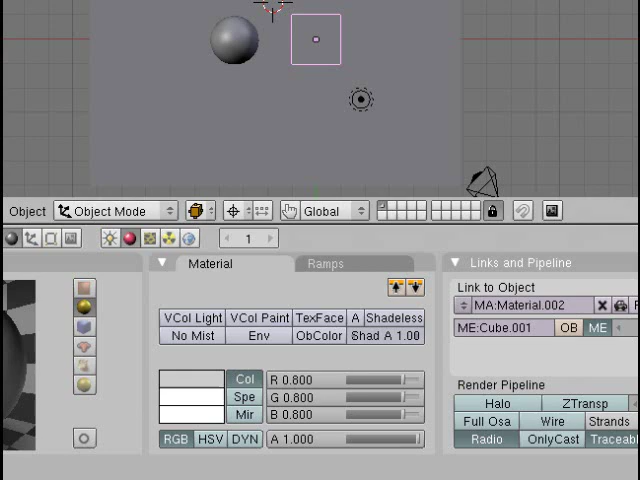 Object Object Mode Global
1
Material Ramps Links and Pipeline
Link to Object
VCol Light VCol Paint TexFace A Shadeless MA:Material.002
No Mist Env ObColor Shad A 1.00 ME:Cube.001 OB ME
Col R 0.800 Render Pipeline
Spe G 0.800 Halo ZTransp
Mir B 0.800 Full Osa Wire Strands
RGB HSV DYN A 1.000 Radio OnlyCast Traceab